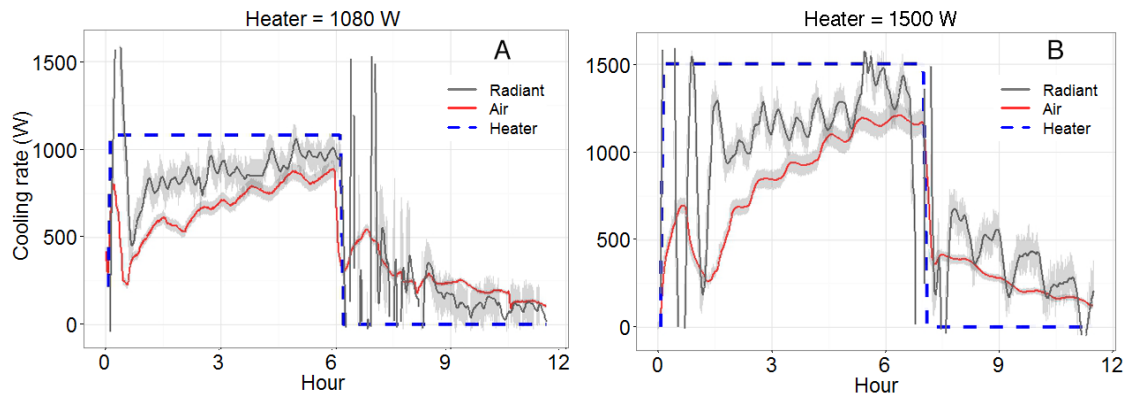 Heater = 1080 W
A
Radiant
Air
Heater
Cooling rate (W)
1500
1000
500
0
0 3 6 9 12
Hour
Heater = 1500 W
B
Radiant
Air
Heater
1500
1000
500
0
0 3 6 9 12
Hour